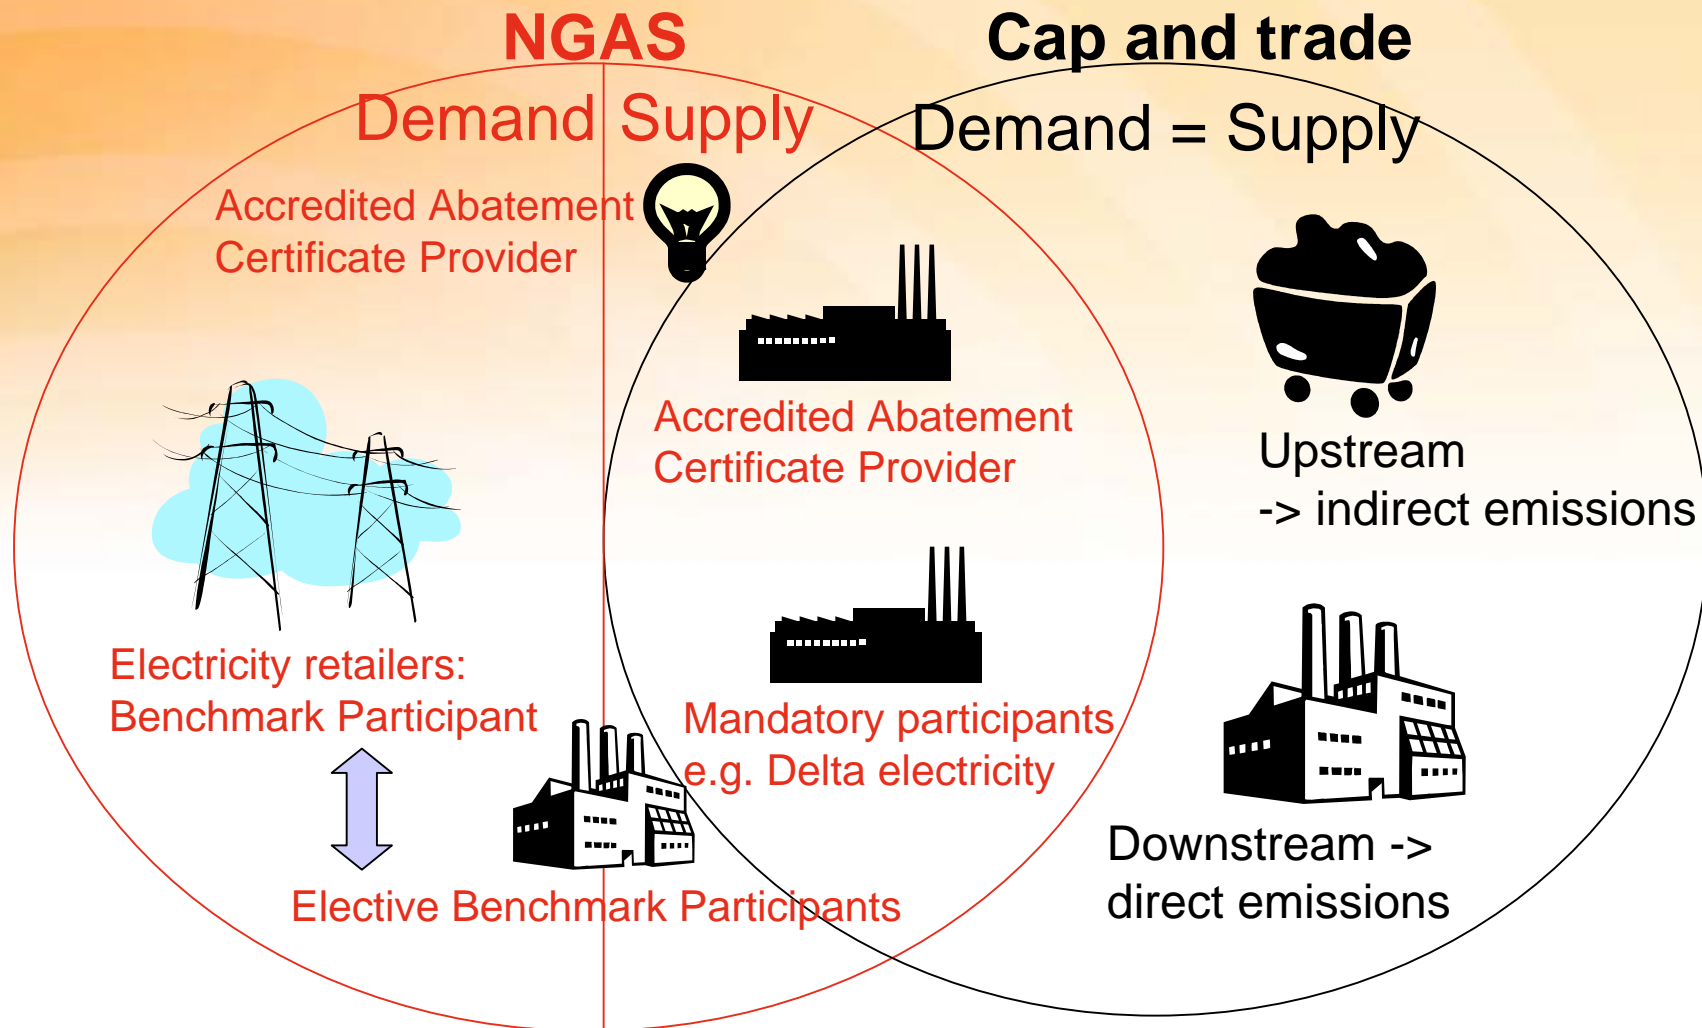 NGAS
Cap and trade
Demand Supply
Demand = Supply
Accredited Abatement
Certificate Provider
Accredited Abatement
Certificate Provider
Upstream
-> indirect emissions
Electricity retailers:
Benchmark Participant
Mandatory participants
e.g. Delta electricity
Downstream ->
direct emissions
Elective Benchmark Participants